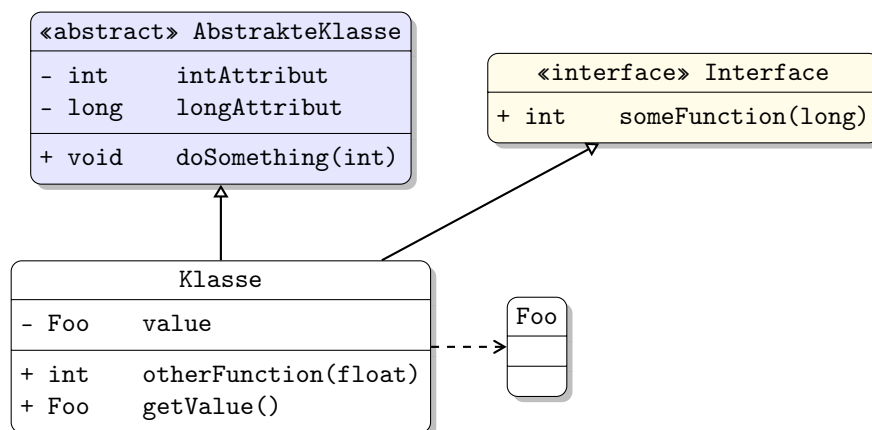 «abstract» AbstrakteKlasse
- int intAttribut
- long longAttribut
+ void doSomething(int)
«interface» Interface
+ int someFunction(long)
Klasse
- Foo value
+ int otherFunction(float)
+ Foo getValue()
Foo